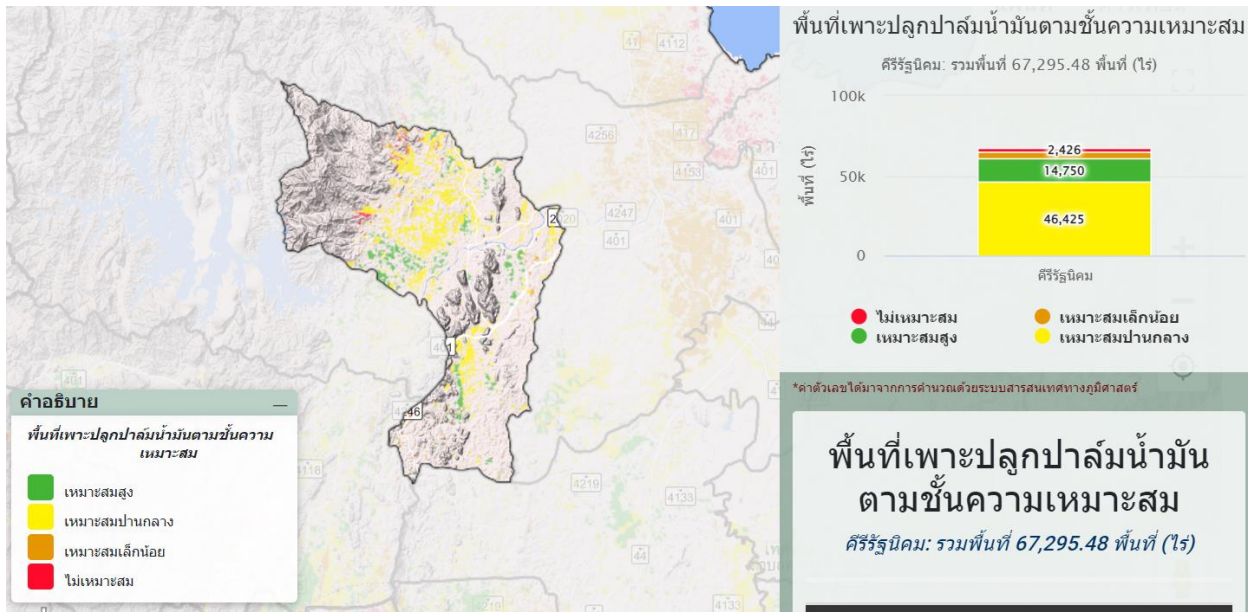 41
4112
4256
417
401
4153
4247
401
401
40
2
4020
401
1
4
46
4118
4219
4133
44
4219
4133
คำอธิบาย
พื้นที่เพาะปลูกปาล์มน้ำมันตามชั้นความ
เหมาะสม
เหมาะสมสูง
เหมาะสมปานกลาง
เหมาะสมเล็กน้อย
ไม่เหมาะสม
พื้นที่เพาะปลูกปาล์มน้ำมันตามชั้นความเหมาะสม
คีรีรัฐนิคม: รวมพื้นที่ 67,295.48 พื้นที่ (ไร่)
100k
50k
0
พื้นที่ (ไร่)
2,426
14,750
46,425
คีรีรัฐนิคม
ไม่เหมาะสม
เหมาะสมเล็กน้อย
เหมาะสมสูง
เหมาะสมปานกลาง
*ค่าตัวเลขได้มาจากการคำนวณด้วยระบบสารสนเทศทางภูมิศาสตร์
พื้นที่เพาะปลูกปาล์มน้ำมัน
ตามชั้นความเหมาะสม
คีรีรัฐนิคม: รวมพื้นที่ 67,295.48 พื้นที่ (ไร่)